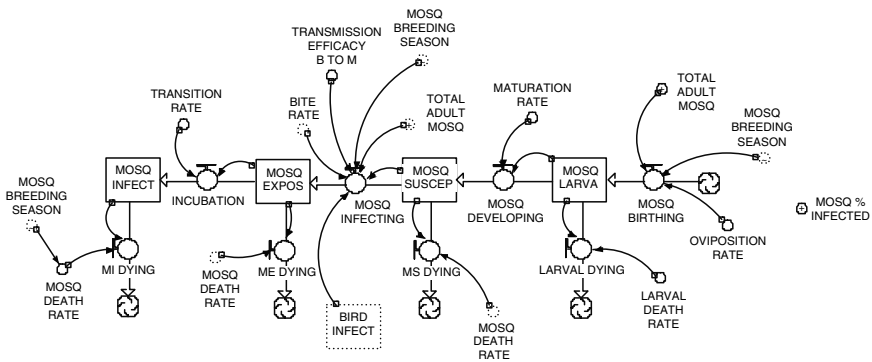 TRANSMISSION
EFFICACY
B TO M
MOSQ
BREEDING
SEASON
TRANSITION
RATE
BITE
RATE
TOTAL
ADULT
MOSQ
MATURATION
RATE
TOTAL
ADULT
MOSQ
MOSQ
BREEDING
SEASON
MOSQ
INFECT
INCUBATION
MOSQ
EXPOS
MOSQ
INFECTING
MOSQ
SUSCEP
MOSQ
DEVELOPING
MOSQ
LARVA
MOSQ
BIRTHING
MOSQ %
INFECTED
MOSQ
BREEDING
SEASON
OVIPOSITION
RATE
MI DYING
MOSQ
DEATH
RATE
ME DYING
MOSQ
DEATH
RATE
BIRD
INFECT
MS DYING
MOSQ
DEATH
RATE
LARVAL DYING
LARVAL
DEATH
RATE